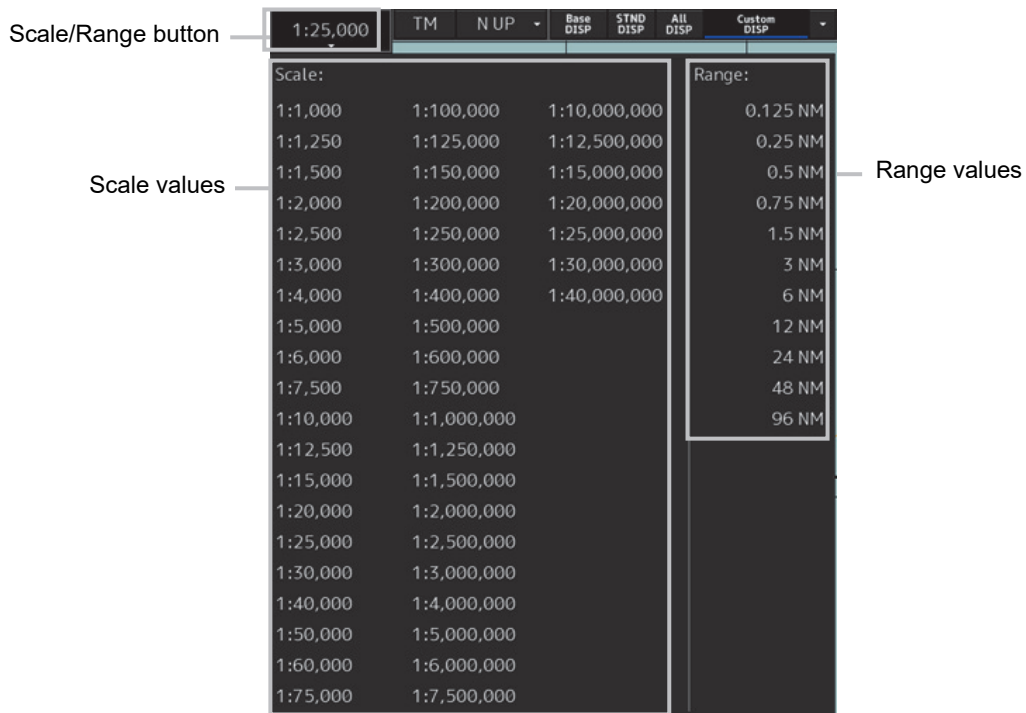 Scale/Range button
1:25,000
TM
N UP
Base DISP
STND DISP
All DISP
Custom DISP
Scale:
Range:
1:1,000 1:100,000 1:10,000,000 0.125 NM
1:1,250 1:125,000 1:12,500,000 0.25 NM
1:1,500 1:150,000 1:15,000,000 0.5 NM
Scale values
Range values
1:2,000 1:200,000 1:20,000,000 0.75 NM
1:2,500 1:250,000 1:25,000,000 1.5 NM
1:3,000 1:300,000 1:30,000,000 3 NM
1:4,000 1:400,000 1:40,000,000 6 NM
1:5,000 1:500,000 12 NM
1:6,000 1:600,000 24 NM
1:7,500 1:750,000 48 NM
1:10,000 1:1,000,000 96 NM
1:12,500 1:1,250,000
1:15,000 1:1,500,000
1:20,000 1:2,000,000
1:25,000 1:2,500,000
1:30,000 1:3,000,000
1:40,000 1:4,000,000
1:50,000 1:5,000,000
1:60,000 1:6,000,000
1:75,000 1:7,500,000